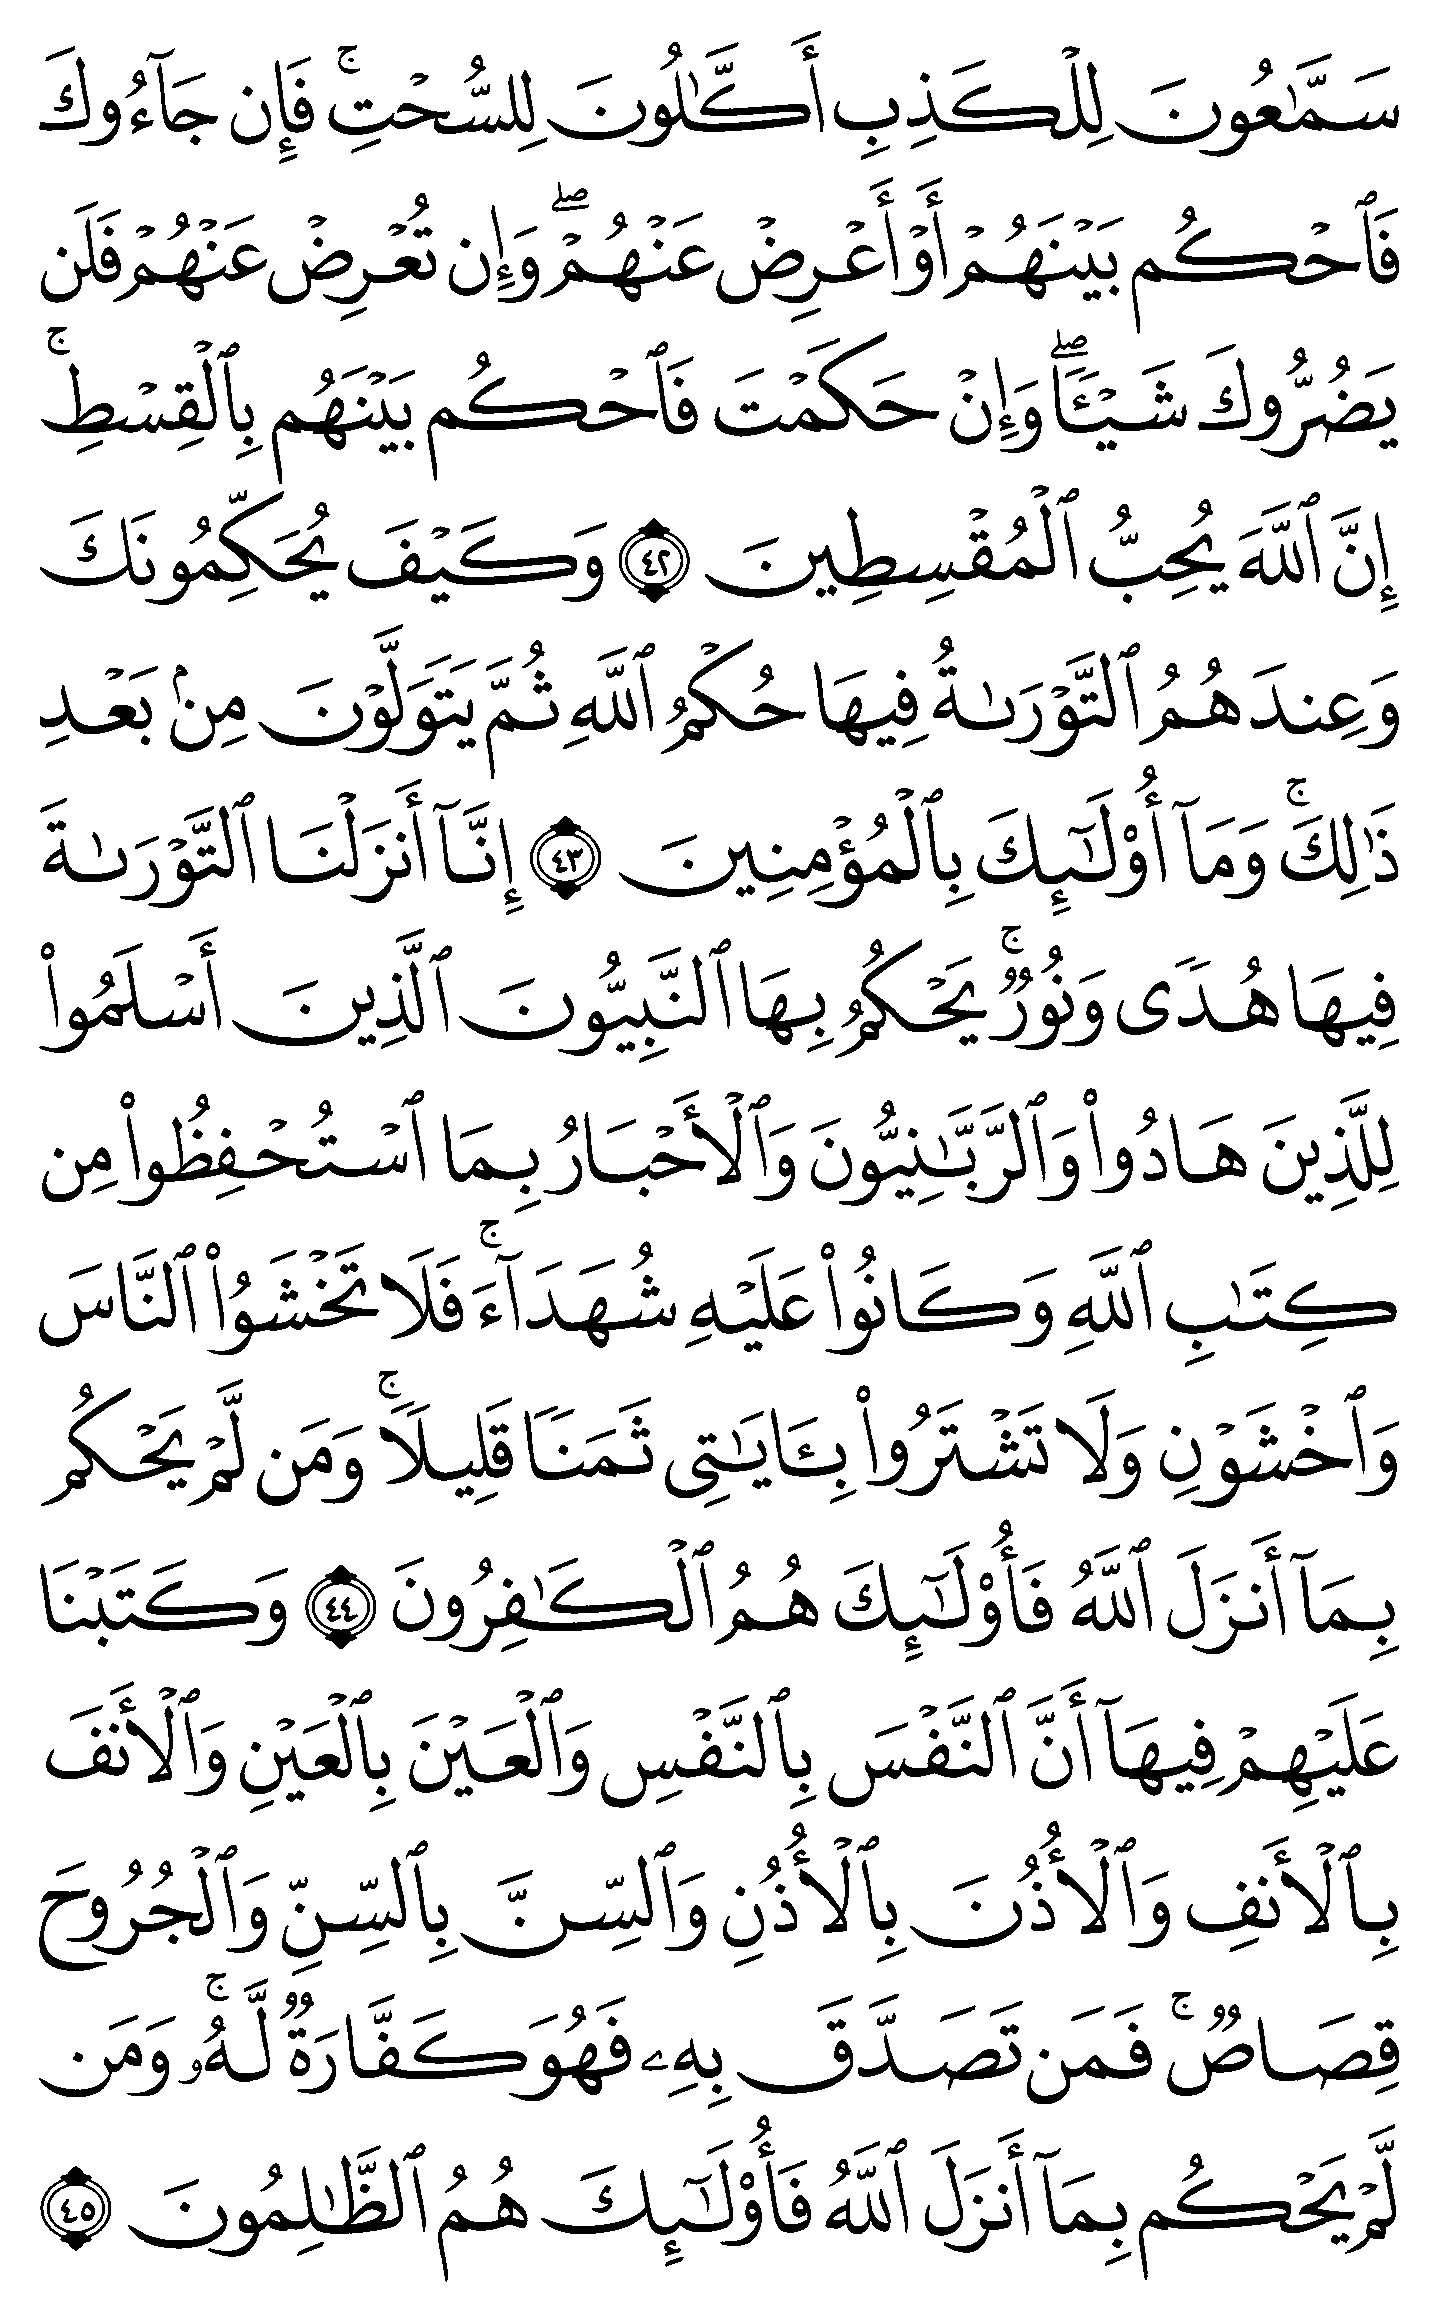 سَمَّٰعُونَ لِلْكَذِبِ أَكَّٰلُونَ لِلسُّحْتِ ۚ فَإِن جَآءُوكَ
فَٱحْكُم بَيْنَهُمْ أَوْ أَعْرِضْ عَنْهُمْ ۖ وَإِن تُعْرِضْ عَنْهُمْ فَلَن
يَضُرُّوكَ شَيْـًٔا ۖ وَإِنْ حَكَمْتَ فَٱحْكُم بَيْنَهُم بِٱلْقِسْطِ ۚ
إِنَّ ٱللَّهَ يُحِبُّ ٱلْمُقْسِطِينَ ٤٢ وَكَيْفَ يُحَكِّمُونَكَ
وَعِندَهُمُ ٱلتَّوْرَىٰةُ فِيهَا حُكْمُ ٱللَّهِ ثُمَّ يَتَوَلَّوْنَ مِنۢ بَعْدِ
ذَٰلِكَ ۚ وَمَآ أُو۟لَٰٓئِكَ بِٱلْمُؤْمِنِينَ ٤٣ إِنَّآ أَنزَلْنَا ٱلتَّوْرَىٰةَ
فِيهَا هُدًى وَنُورٌ ۚ يَحْكُمُ بِهَا ٱلنَّبِيُّونَ ٱلَّذِينَ أَسْلَمُوا۟
لِلَّذِينَ هَادُوا۟ وَٱلرَّبَّٰنِيُّونَ وَٱلْأَحْبَارُ بِمَا ٱسْتُحْفِظُوا۟ مِن
كِتَٰبِ ٱللَّهِ وَكَانُوا۟ عَلَيْهِ شُهَدَآءَ ۚ فَلَا تَخْشَوُا۟ ٱلنَّاسَ
وَٱخْشَوْنِ وَلَا تَشْتَرُوا۟ بِـَٔايَٰتِى ثَمَنًا قَلِيلًا ۚ وَمَن لَّمْ يَحْكُم
بِمَآ أَنزَلَ ٱللَّهُ فَأُو۟لَٰٓئِكَ هُمُ ٱلْكَٰفِرُونَ ٤٤ وَكَتَبْنَا
عَلَيْهِمْ فِيهَآ أَنَّ ٱلنَّفْسَ بِٱلنَّفْسِ وَٱلْعَيْنَ بِٱلْعَيْنِ وَٱلْأَنفَ
بِٱلْأَنفِ وَٱلْأُذُنَ بِٱلْأُذُنِ وَٱلسِّنَّ بِٱلسِّنِّ وَٱلْجُرُوحَ
قِصَاصٌ ۚ فَمَن تَصَدَّقَ بِهِۦ فَهُوَ كَفَّارَةٌ لَّهُۥ ۚ وَمَن
لَّمْ يَحْكُم بِمَآ أَنزَلَ ٱللَّهُ فَأُو۟لَٰٓئِكَ هُمُ ٱلظَّٰلِمُونَ ٤٥